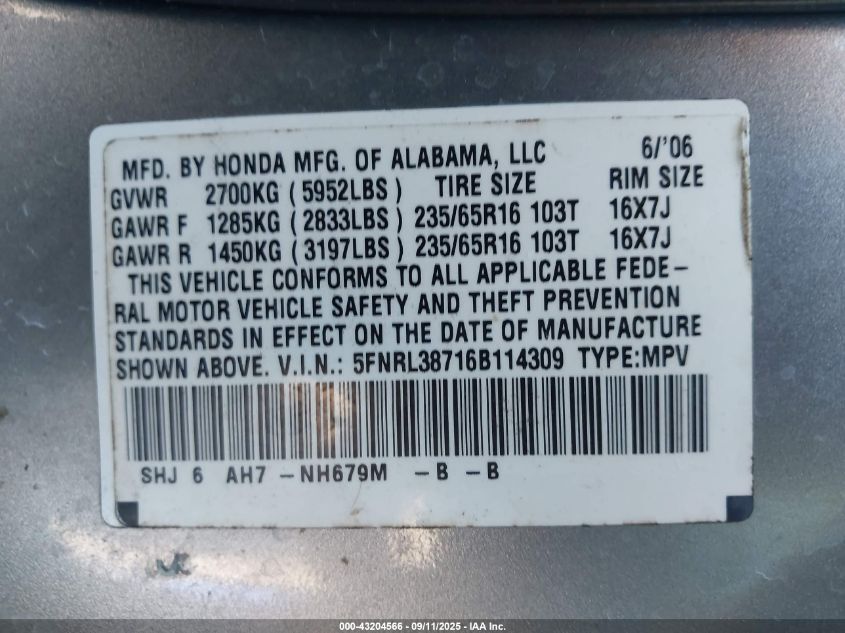 MFD. BY HONDA MFG. OF ALABAMA, LLC 6/'06
GVWR 2700KG ( 5952LBS ) TIRE SIZE RIM SIZE
GAWR F 1285KG ( 2833LBS ) 235/65R16 103T 16X7J
GAWR R 1450KG ( 3197LBS ) 235/65R16 103T 16X7J
THIS VEHICLE CONFORMS TO ALL APPLICABLE FEDE-
RAL MOTOR VEHICLE SAFETY AND THEFT PREVENTION
STANDARDS IN EFFECT ON THE DATE OF MANUFACTURE
SHOWN ABOVE. V.I.N.: 5FNRL38716B114309 TYPE:MPV
SHJ 6 AH7 -NH679M -B -B
000-43204566 - 09/11/2025 - IAA Inc.